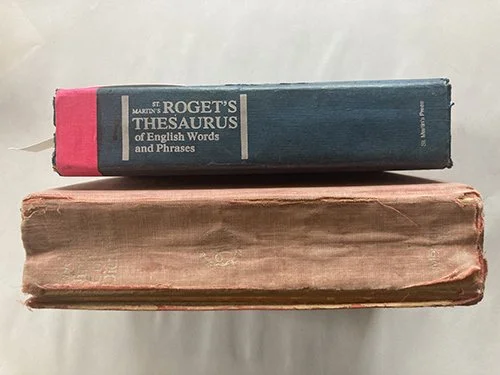 ST.
MARTIN'S ROGET'S
THESAURUS
of English Words
and Phrases
St. Martin's Press